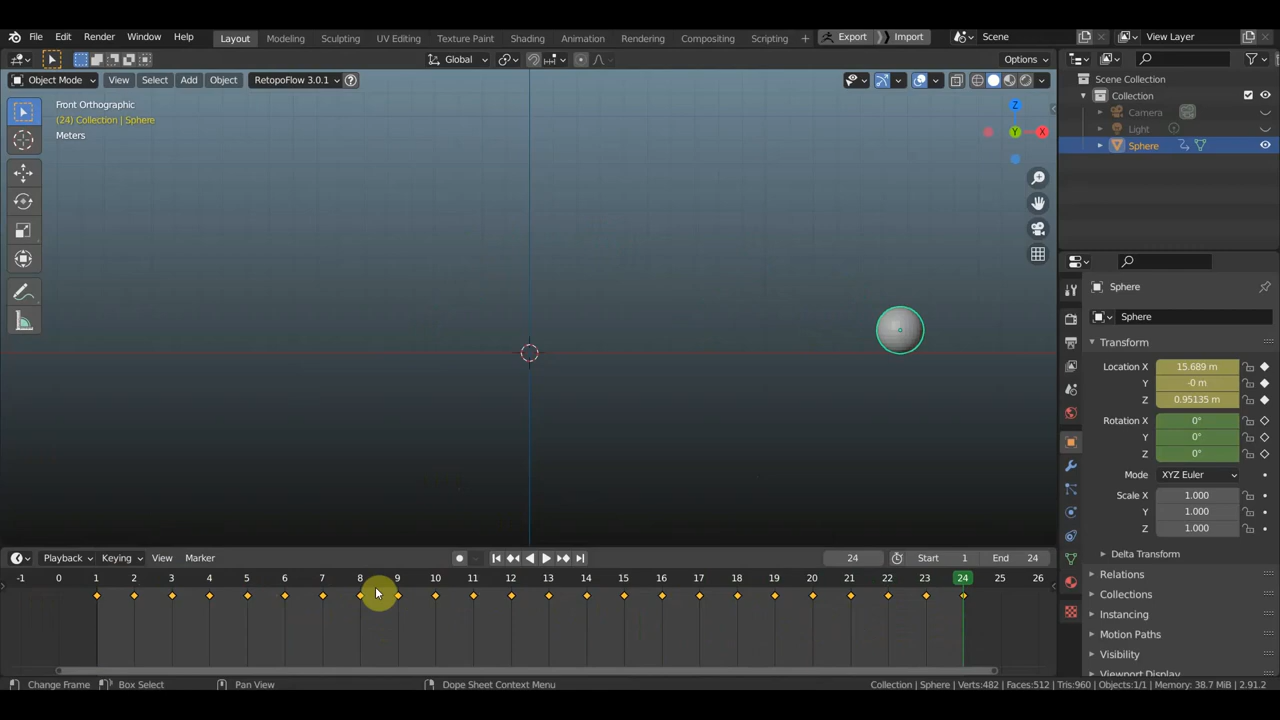 File Edit Render Window Help Layout Modeling Sculpting UV Editing Texture Paint Shading Animation Rendering Compositing Scripting + Export Import Scene View Layer
Global Options
Object Mode View Select Add Object RetopoFlow 3.0.1
Scene Collection
Collection
Camera
Light
Sphere
Front Orthographic
(24) Collection | Sphere
Meters
Z
Y
X
Sphere
Sphere
Transform
Location X 15.689 m
Y -0 m
Z 0.95135 m
Rotation X 0°
Y 0°
Z 0°
Mode XYZ Euler
Scale X 1.000
Y 1.000
Z 1.000
Delta Transform
Relations
Collections
Instancing
Motion Paths
Visibility
Viewport Display
Playback Keying View Marker 24 Start 1 End 24
-1 0 1 2 3 4 5 6 7 8 9 10 11 12 13 14 15 16 17 18 19 20 21 22 23 24 25 26
Change Frame Box Select Pan View Dope Sheet Context Menu Collection | Sphere | Verts:482 | Faces:512 | Tris:960 | Objects:1/1 | Memory: 38.7 MiB | 2.91.2